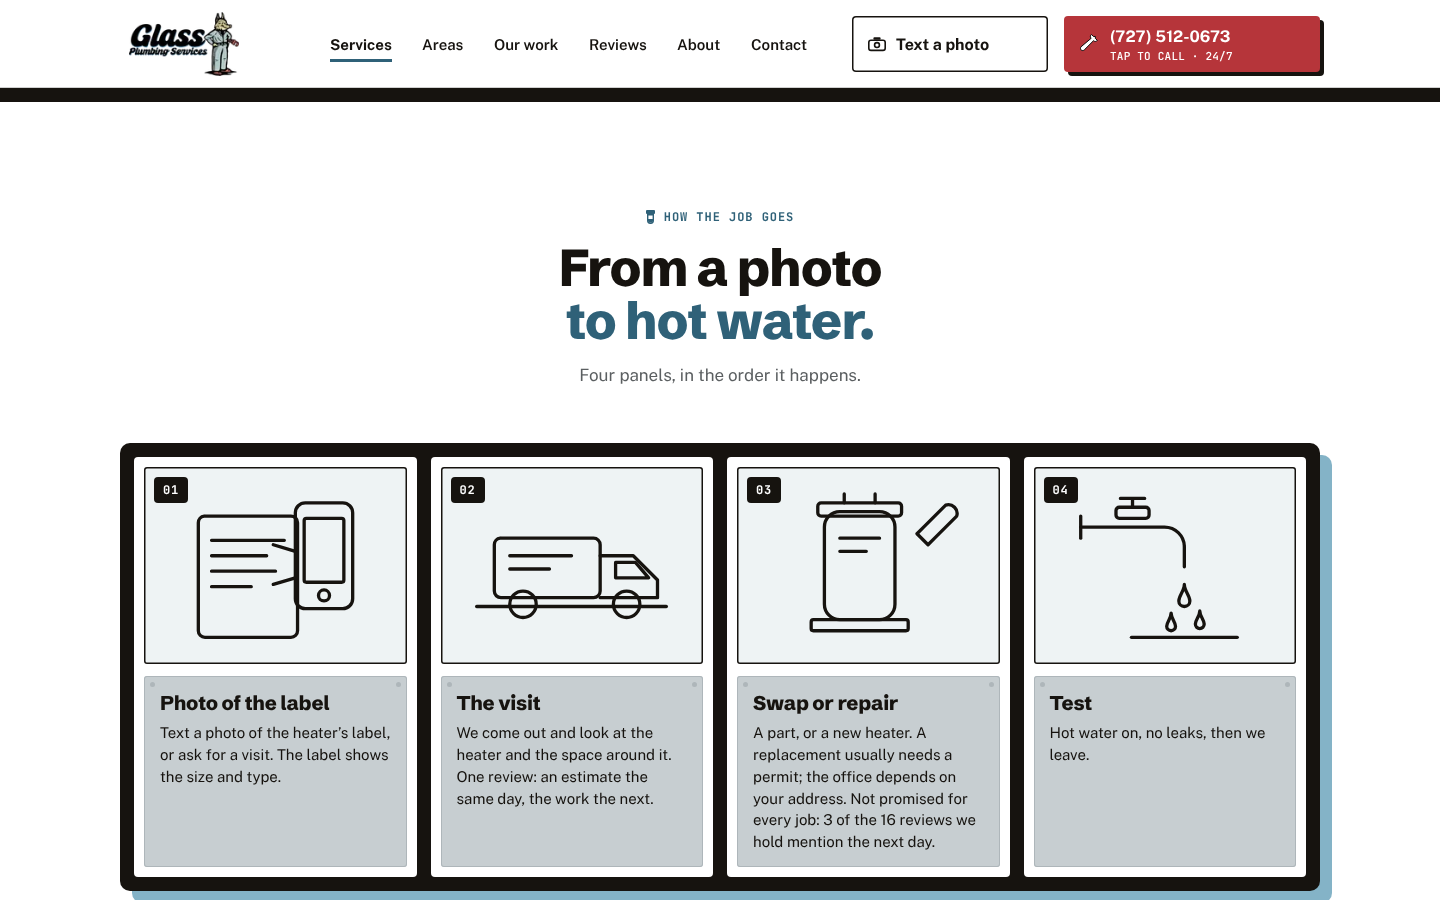 Glass
Plumbing Services
Services
Areas
Our work
Reviews
About
Contact
Text a photo
(727) 512-0673
TAP TO CALL · 24/7
HOW THE JOB GOES
From a photo
to hot water.
Four panels, in the order it happens.
01
02
03
04
Photo of the label
Text a photo of the heater’s label,
or ask for a visit. The label shows
the size and type.
The visit
We come out and look at the
heater and the space around it.
One review: an estimate the
same day, the work the next.
Swap or repair
A part, or a new heater. A
replacement usually needs a
permit; the office depends on
your address. Not promised for
every job: 3 of the 16 reviews we
hold mention the next day.
Test
Hot water on, no leaks, then we
leave.